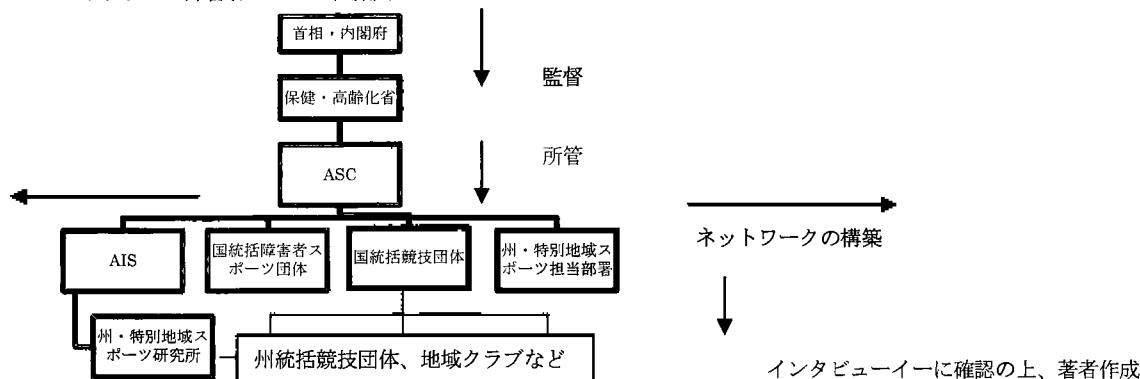 首相・内閣府
監督
保健・高齢化省
所管
ASC
ネットワークの構築
AIS
国統括障害者ス
ポーツ団体
国統括競技団体
州・特別地域ス
ポーツ担当部署
州・特別地域ス
ポーツ研究所
州統括競技団体、地域クラブなど
インタビューイーに確認の上、著者作成